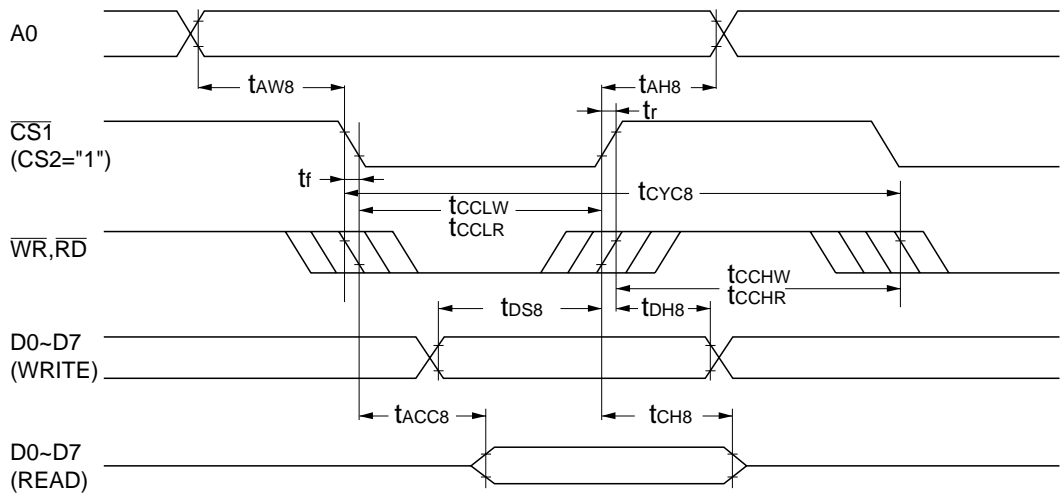 A0
tAW8
tAH8
tr
CS1
(CS2="1")
tf
tCYC8
tCCLW
tCCLR
WR,RD
tCCHW
tCCHR
tDS8
tDH8
D0~D7
(WRITE)
tACC8
tCH8
D0~D7
(READ)